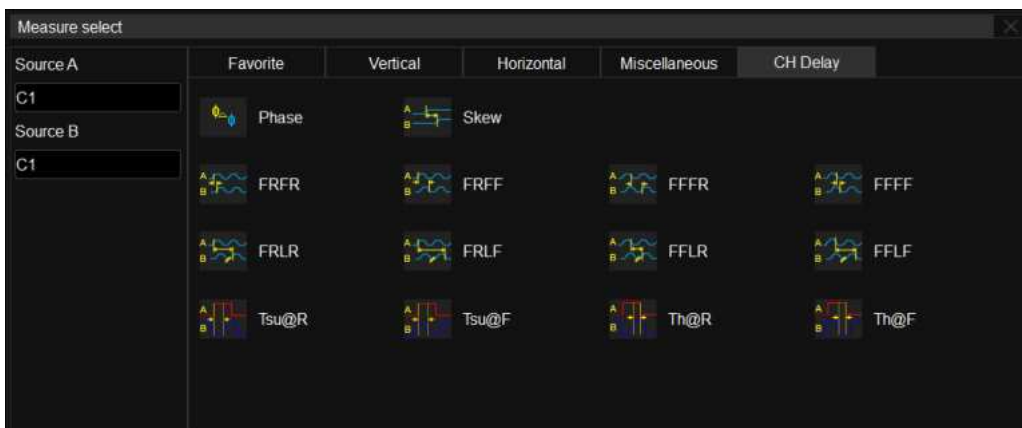 Measure select
Source A
C1
Source B
C1
Favorite Vertical Horizontal Miscellaneous CH Delay
Phase A B Skew
A B FRFR A B FRFF A B FFFR A B FFFF
A B FRLR A B FRLF A B FFLR A B FFLF
A B Tsu@R A B Tsu@F A B Th@R A B Th@F